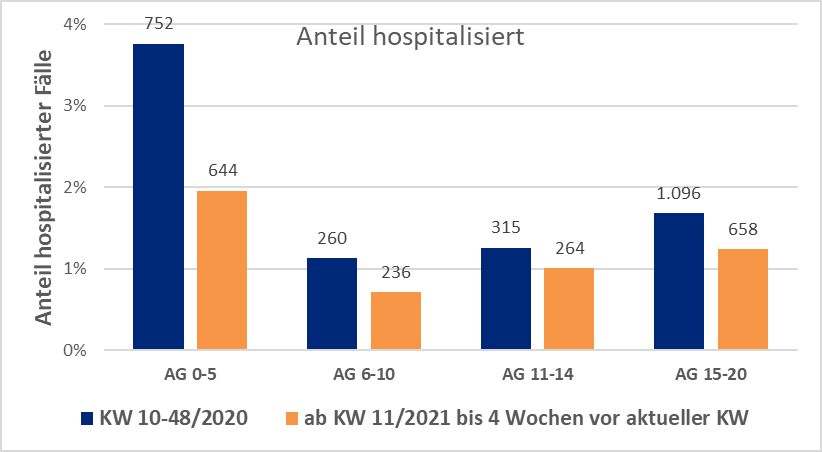 Anteil hospitalisiert
Anteil hospitalisierter Fälle
4%
3%
2%
1%
0%
752
644
260
236
315
264
1.096
658
AG 0-5
AG 6-10
AG 11-14
AG 15-20
KW 10-48/2020
ab KW 11/2021 bis 4 Wochen vor aktueller KW